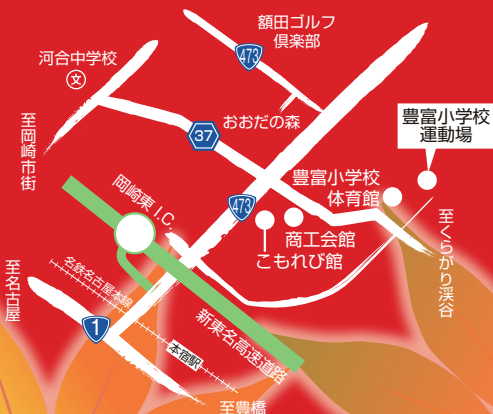 額田ゴルフ
倶楽部
473
河合中学校
文
おおだの森
37
豊富小学校
運動場
至岡崎市街
豊富小学校
体育館
岡崎東I.C.
473
商工会館
こもれび館
至くらがり渓谷
至名古屋
名鉄名古屋本線
1
新東名高速道路
本宿駅
至豊橋